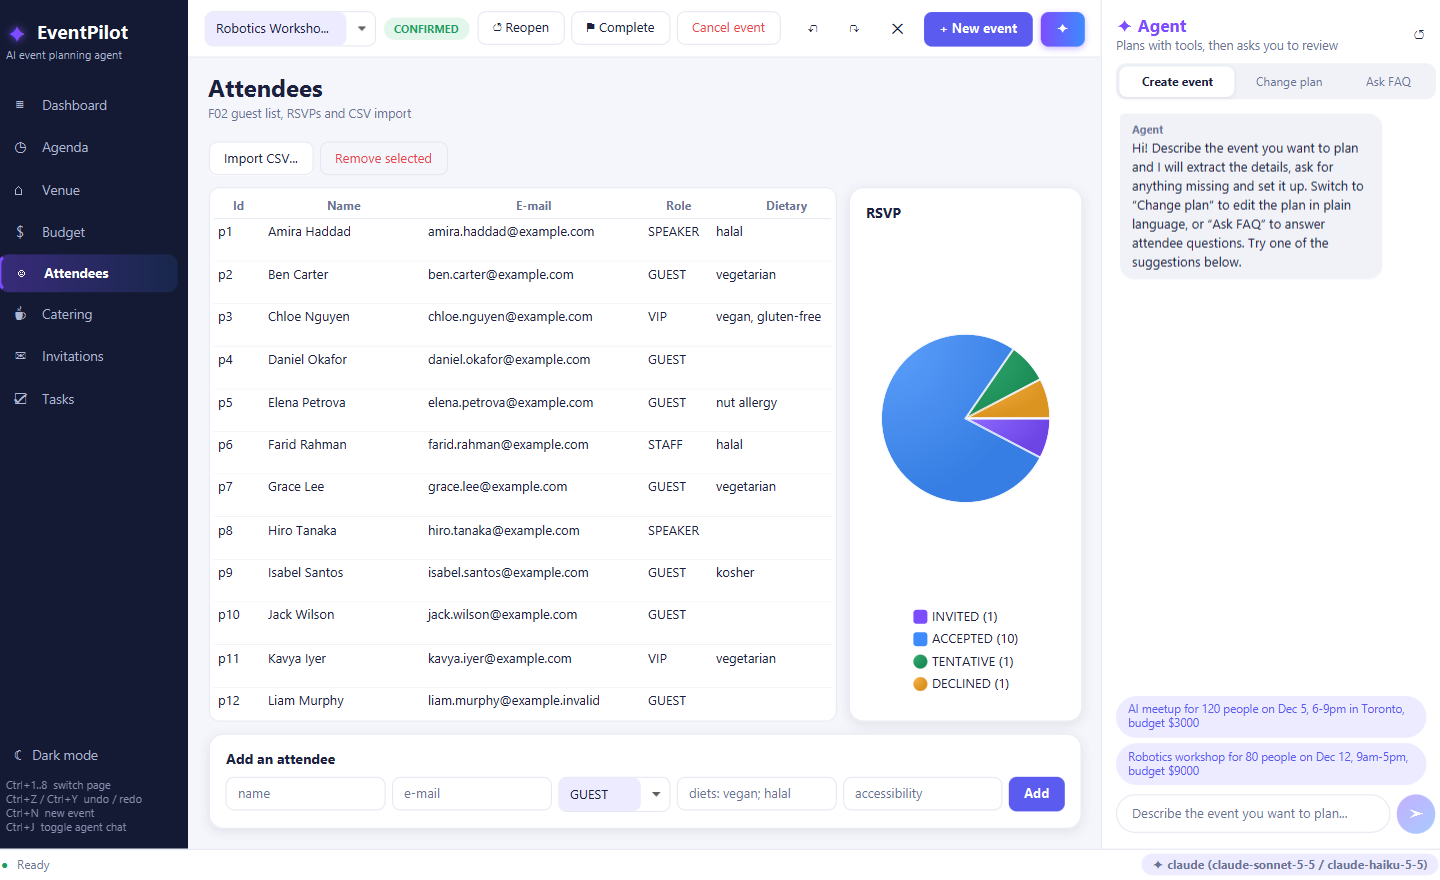 EventPilot
AI event planning agent
Dashboard
Agenda
Venue
$ Budget
Attendees
Catering
Invitations
Tasks
Dark mode
Ctrl+1..8 switch page
Ctrl+Z / Ctrl+Y undo / redo
Ctrl+N new event
Ctrl+J toggle agent chat
Robotics Worksho...
CONFIRMED
Reopen
Complete
Cancel event
+ New event
Attendees
F02 guest list, RSVPs and CSV import
Import CSV...
Remove selected
Id Name E-mail Role Dietary
p1 Amira Haddad amira.haddad@example.com SPEAKER halal
p2 Ben Carter ben.carter@example.com GUEST vegetarian
p3 Chloe Nguyen chloe.nguyen@example.com VIP vegan, gluten-free
p4 Daniel Okafor daniel.okafor@example.com GUEST
p5 Elena Petrova elena.petrova@example.com GUEST nut allergy
p6 Farid Rahman farid.rahman@example.com STAFF halal
p7 Grace Lee grace.lee@example.com GUEST vegetarian
p8 Hiro Tanaka hiro.tanaka@example.com SPEAKER
p9 Isabel Santos isabel.santos@example.com GUEST kosher
p10 Jack Wilson jack.wilson@example.com GUEST
p11 Kavya Iyer kavya.iyer@example.com VIP vegetarian
p12 Liam Murphy liam.murphy@example.invalid GUEST
RSVP
INVITED (1)
ACCEPTED (10)
TENTATIVE (1)
DECLINED (1)
Add an attendee
name
e-mail
GUEST
diets: vegan; halal
accessibility
Add
Agent
Plans with tools, then asks you to review
Create event
Change plan
Ask FAQ
Agent
Hi! Describe the event you want to plan
and I will extract the details, ask for
anything missing and set it up. Switch to
“Change plan” to edit the plan in plain
language, or “Ask FAQ” to answer
attendee questions. Try one of the
suggestions below.
AI meetup for 120 people on Dec 5, 6-9pm in Toronto,
budget $3000
Robotics workshop for 80 people on Dec 12, 9am-5pm,
budget $9000
Describe the event you want to plan...
Ready
claude (claude-sonnet-5-5 / claude-haiku-5-5)